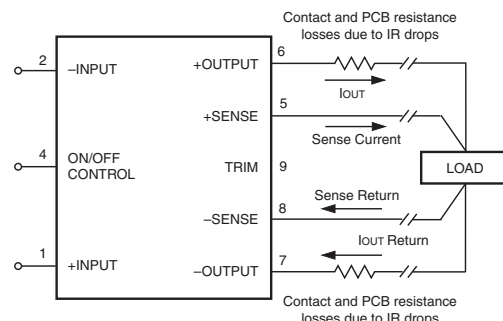 Contact and PCB resistance
losses due to IR drops
2
–INPUT
+OUTPUT
6
IOUT
+SENSE
5
Sense Current
4
ON/OFF
CONTROL
TRIM
9
LOAD
Sense Return
–SENSE
8
IOUT Return
1
+INPUT
–OUTPUT
7
Contact and PCB resistance
losses due to IR drops